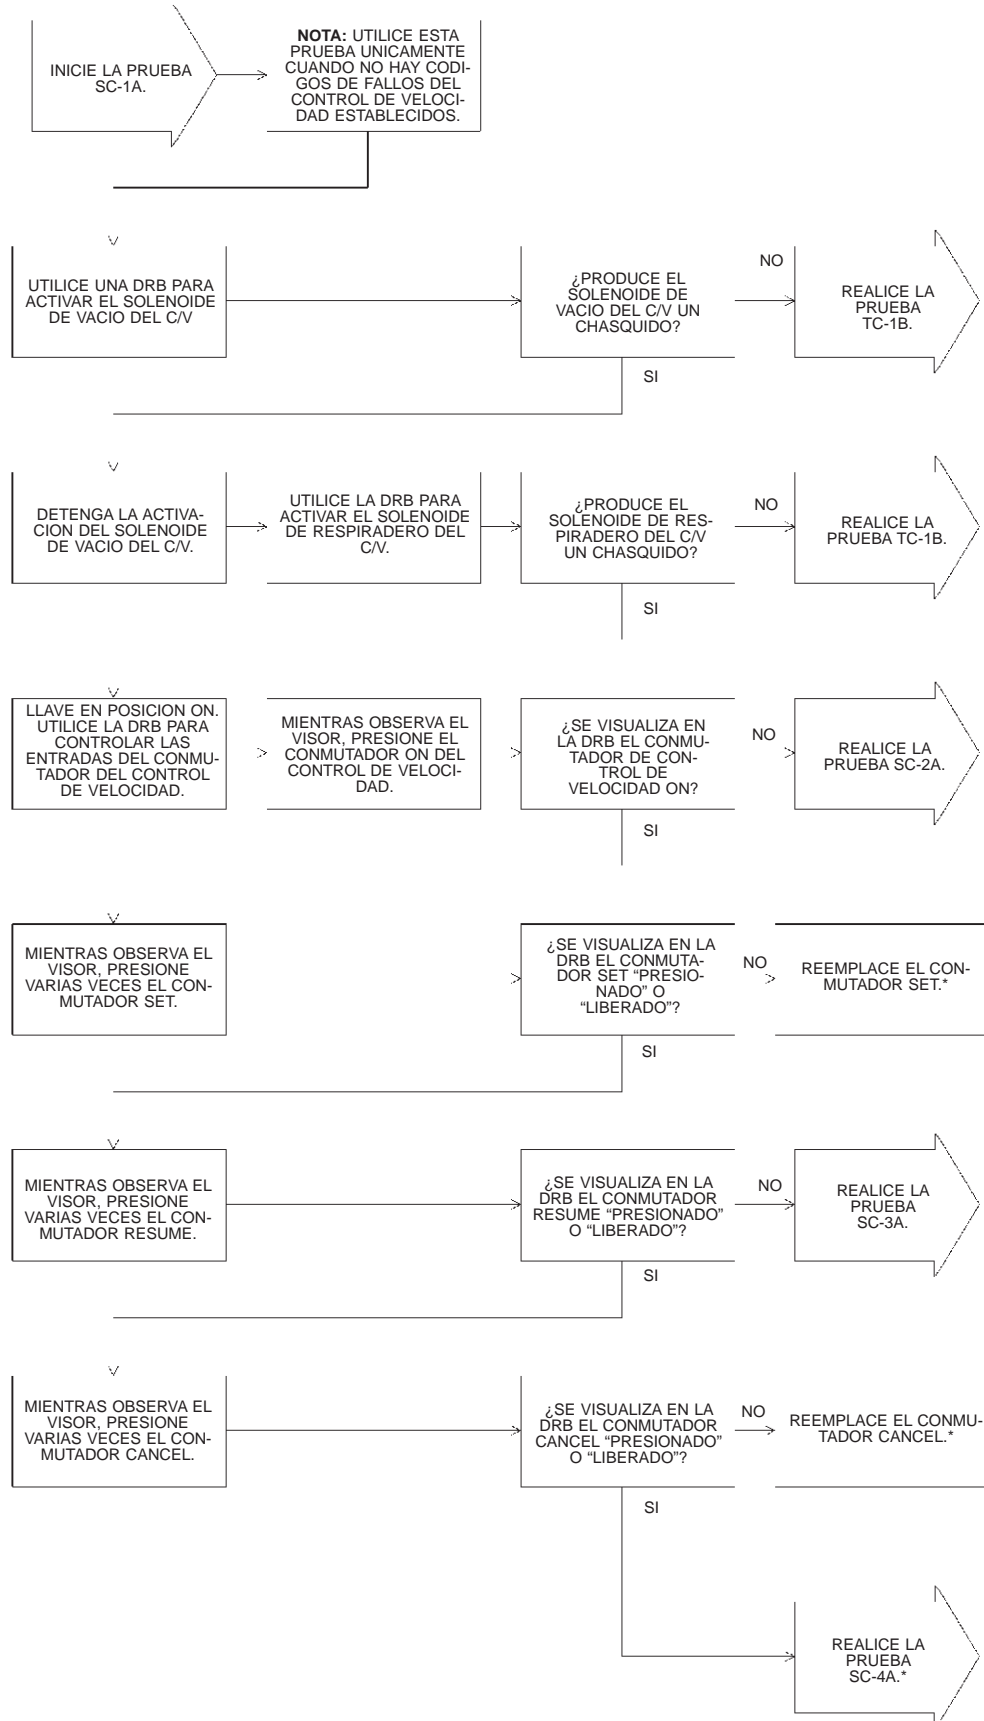 INICIE LA PRUEBA
SC-1A.
NOTA: UTILICE ESTA
PRUEBA UNICAMENTE
CUANDO NO HAY CODI-
GOS DE FALLOS DEL
CONTROL DE VELOCI-
DAD ESTABLECIDOS.
UTILICE UNA DRB PARA
ACTIVAR EL SOLENOIDE
DE VACIO DEL C/V
¿PRODUCE EL
SOLENOIDE DE
VACIO DEL C/V UN
CHASQUIDO?
NO
REALICE LA
PRUEBA
TC-1B.
SI
DETENGA LA ACTIVA-
CION DEL SOLENOIDE
DE VACIO DEL C/V.
UTILICE LA DRB PARA
ACTIVAR EL SOLENOIDE
DE RESPIRADERO DEL
C/V.
¿PRODUCE EL
SOLENOIDE DE RES-
PIRADERO DEL C/V
UN CHASQUIDO?
NO
REALICE LA
PRUEBA TC-1B.
SI
LLAVE EN POSICION ON.
UTILICE LA DRB PARA
CONTROLAR LAS
ENTRADAS DEL CONMU-
TADOR DEL CONTROL
DE VELOCIDAD.
MIENTRAS OBSERVA EL
VISOR, PRESIONE EL
CONMUTADOR ON DEL
CONTROL DE VELOCI-
DAD.
¿SE VISUALIZA EN
LA DRB EL CONMU-
TADOR DE CON-
TROL DE
VELOCIDAD ON?
NO
REALICE LA
PRUEBA SC-2A.
SI
MIENTRAS OBSERVA EL
VISOR, PRESIONE
VARIAS VECES EL CON-
MUTADOR SET.
¿SE VISUALIZA EN LA
DRB EL CONMUTA-
DOR SET “PRESIO-
NADO” O
“LIBERADO”?
NO
REEMPLACE EL CON-
MUTADOR SET.*
SI
MIENTRAS OBSERVA EL
VISOR, PRESIONE
VARIAS VECES EL CON-
MUTADOR RESUME.
¿SE VISUALIZA EN LA
DRB EL CONMUTADOR
RESUME “PRESIONADO”
O “LIBERADO”?
NO
REALICE LA
PRUEBA
SC-3A.
SI
MIENTRAS OBSERVA EL
VISOR, PRESIONE
VARIAS VECES EL CON-
MUTADOR CANCEL.
¿SE VISUALIZA EN LA
DRB EL CONMUTADOR
CANCEL “PRESIONADO”
O “LIBERADO”?
NO
REEMPLACE EL CONMU-
TADOR CANCEL.*
SI
REALICE LA
PRUEBA
SC-4A.*